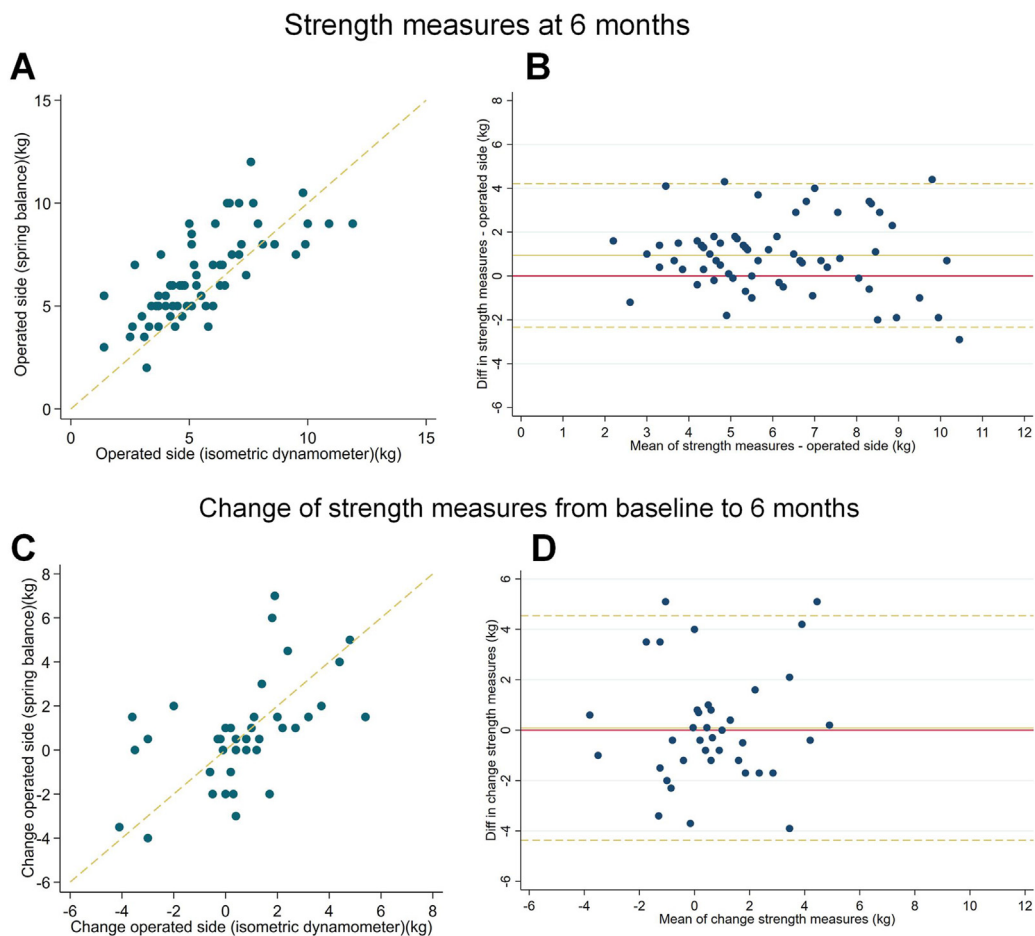 Strength measures at 6 months
A
B
15
10
5
0
Operated side (spring balance)(kg)
0 5 10 15
Operated side (isometric dynamometer)(kg)
8
6
4
2
0
-2
-4
-6
Diff in strength measures - operated side (kg)
0 1 2 3 4 5 6 7 8 9 10 11 12
Mean of strength measures - operated side (kg)
Change of strength measures from baseline to 6 months
C
D
8
6
4
2
0
-2
-4
-6
Change operated side (spring balance)(kg)
-6 -4 -2 0 2 4 6 8
Change operated side (isometric dynamometer)(kg)
6
4
2
0
-2
-4
-6
Diff in change strength measures (kg)
-6 -4 -2 0 2 4 6 8 10 12
Mean of change strength measures (kg)